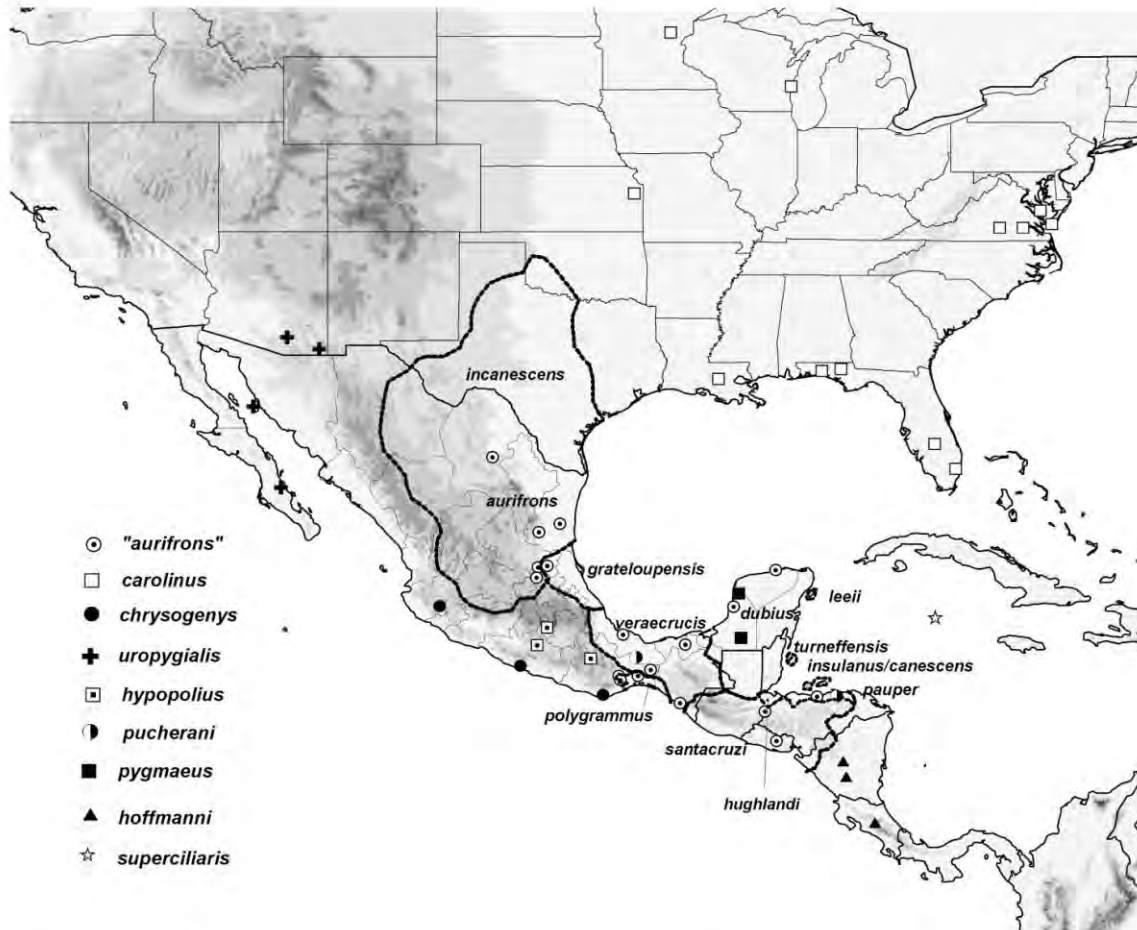 incanescens
aurifrons
grateloupensis
leeii
dubius
veraecrucis
turneffensis
insulanus/canescens
pauper
polygrammus
santacruzi
hughlandi
"aurifrons"
carolinus
chrysogenys
uropygialis
hypopolius
pucherani
pygmaeus
hoffmanni
superciliaris